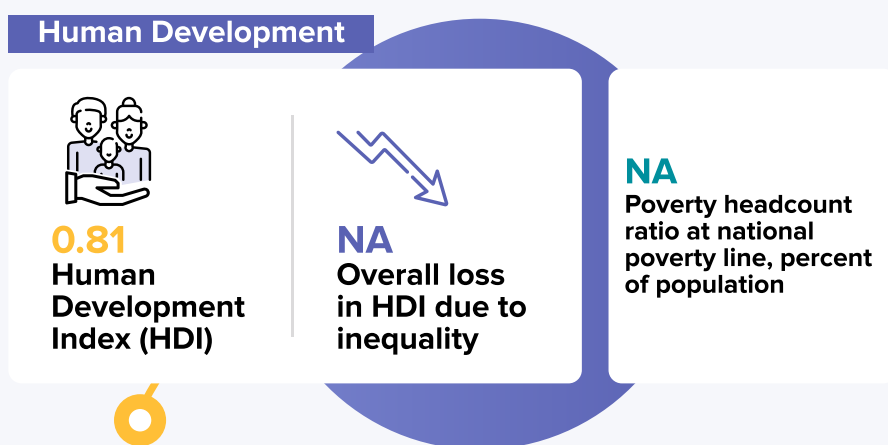 Human Development
0.81
Human
Development
Index (HDI)
NA
Overall loss
in HDI due to
inequality
NA
Poverty headcount
ratio at national
poverty line, percent
of population